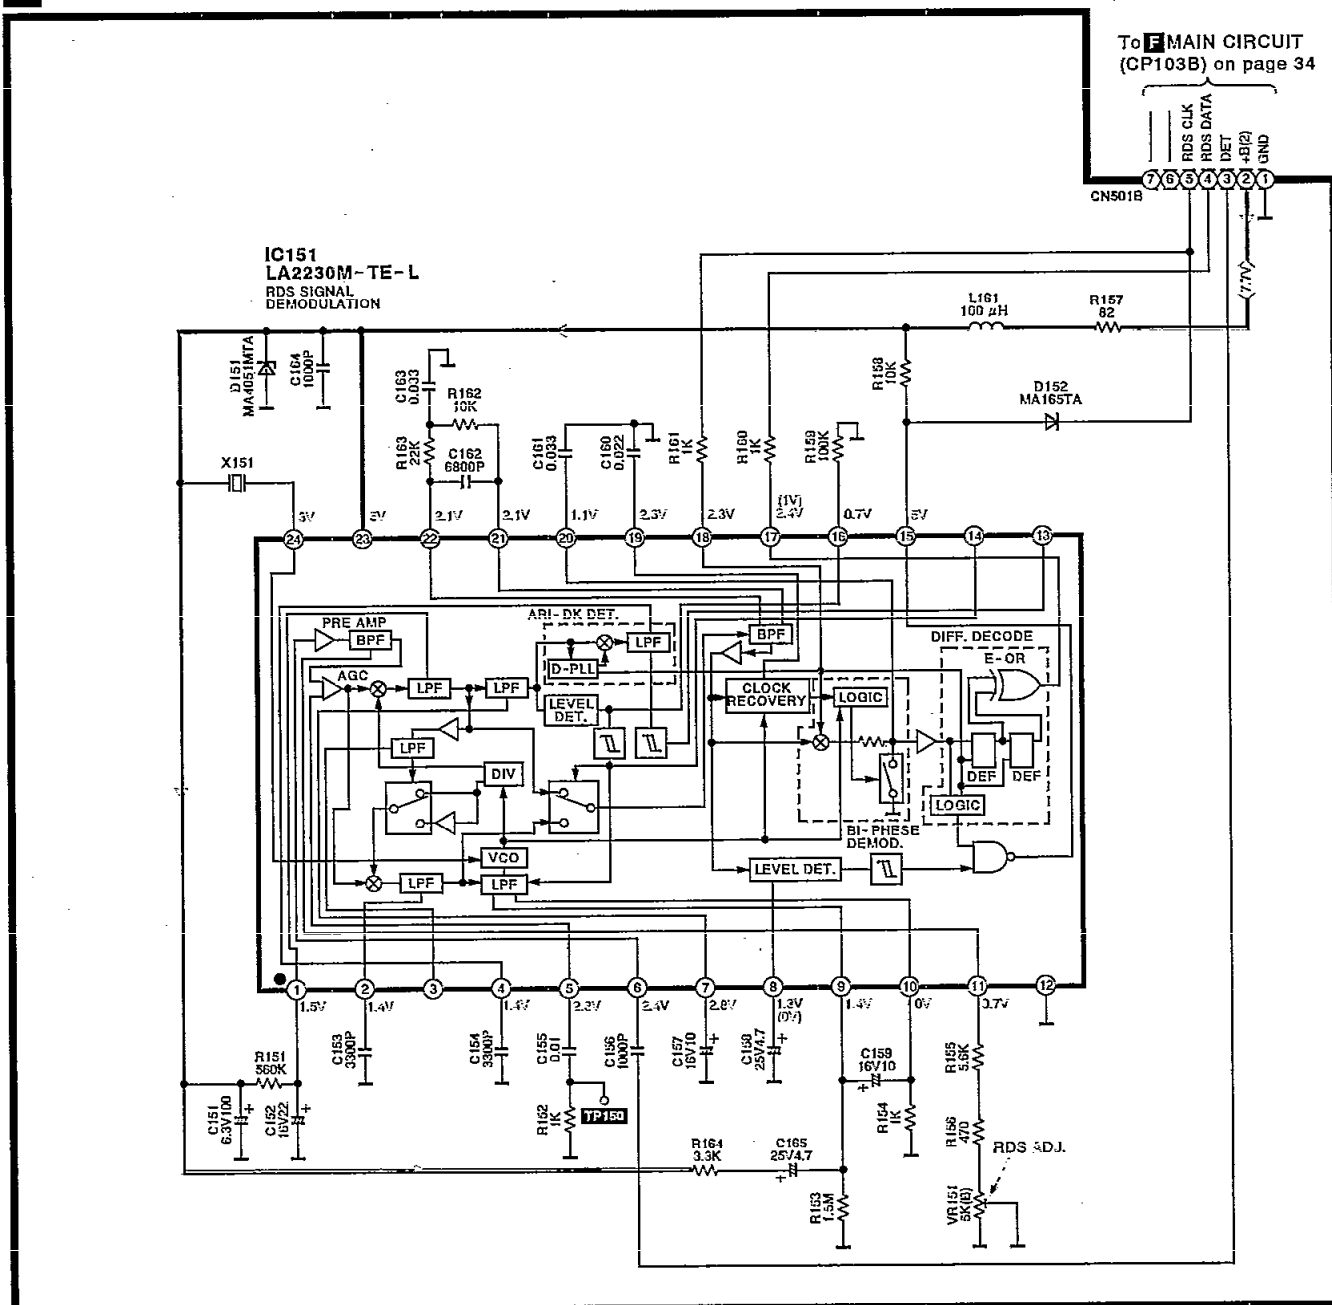 To F MAIN CIRCUIT
(CP103B) on page 34
RDS CLK
RDS DATA
DET
+B(2)
GND
7 6 5 4 3 2 1
CN501B
7.7V
IC151
LA2230M-TE-L
RDS SIGNAL
DEMODULATION
L161
100 µH
R157
82
D151
MA4051MTA
C164
1000P
C163
0.033
R162
10K
R163
22K
C162
6800P
C161
0.033
C160
0.022
R161
1K
R160
1K
R159
100K
R158
10K
D152
MA165TA
X151
5V
2.1V
2.1V
1.1V
2.3V
2.3V
(1V)
2.4V
0.7V
5V
24 23 22 21 20 19 18 17 16 15 14 13
PRE AMP
BPF
AGC
LPF
LPF
ARI-DK DET.
D-PLL
LPF
LEVEL
DET.
LPF
DIV
VCO
LPF
LPF
BPF
CLOCK
RECOVERY
LOGIC
BI-PHESE
DEMOD.
LEVEL DET.
DIFF. DECODE
E-OR
DEF
DEF
LOGIC
1 2 3 4 5 6 7 8 9 10 11 12
1.5V
1.4V
1.4V
2.3V
2.4V
2.8V
1.3V
(0V)
1.4V
0V
0.7V
R151
560K
C151
6.3V100
C152
16V22
C153
3300P
C154
3300P
C155
0.01
R152
1K
TP150
C156
1000P
C157
16V10
C158
25V4.7
C159
16V10
R154
1K
R155
5.6K
R156
470
RDS ADJ.
VR151
5K(B)
R164
3.3K
C165
25V4.7
R153
1.5M